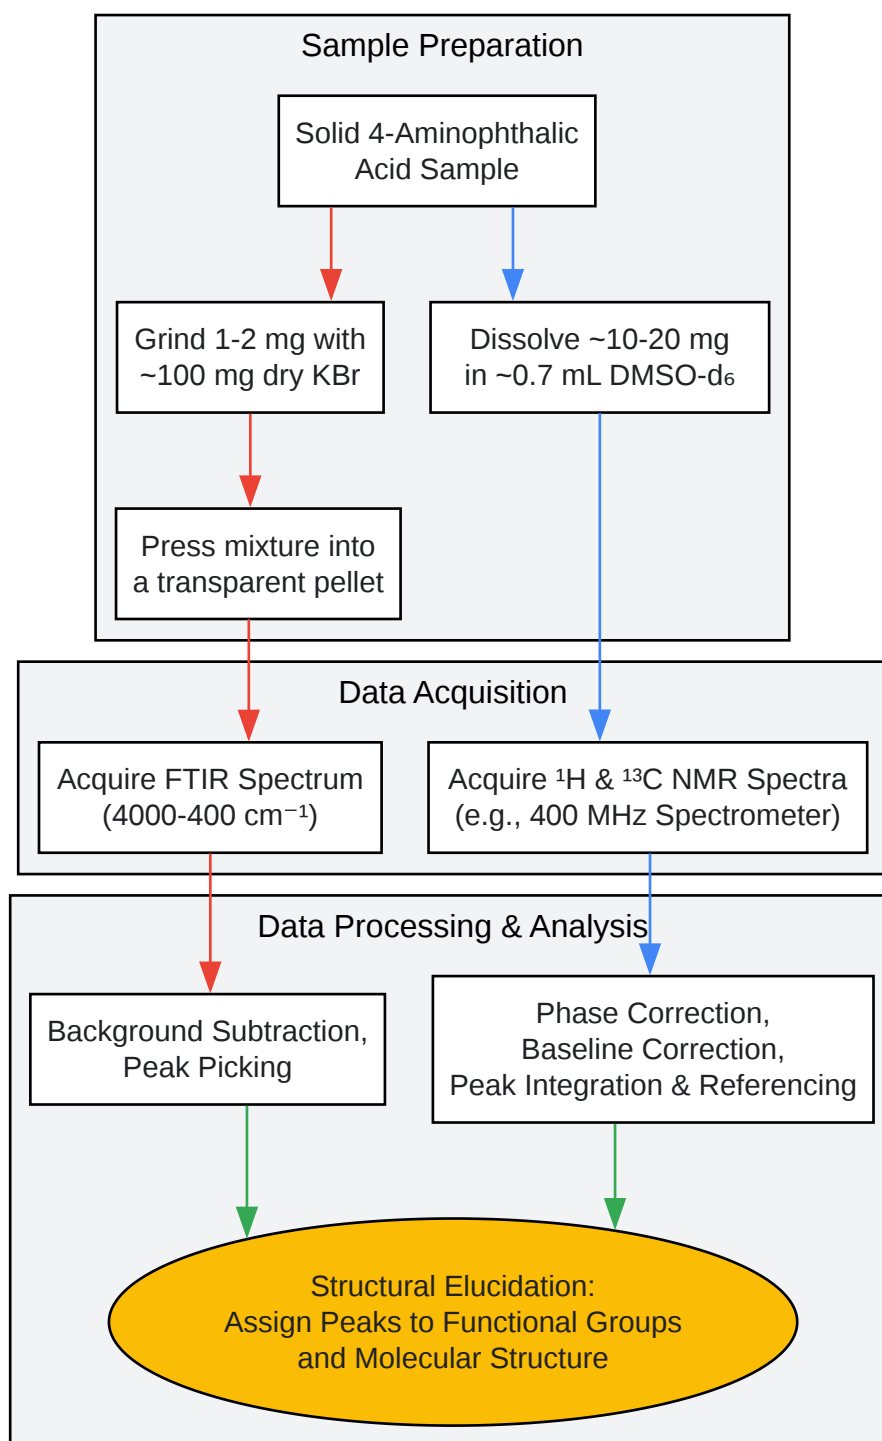 Sample Preparation
Solid 4-Aminophthalic
Acid Sample
Grind 1-2 mg with
~100 mg dry KBr
Dissolve ~10-20 mg
in ~0.7 mL DMSO-d₆
Press mixture into
a transparent pellet
Data Acquisition
Acquire FTIR Spectrum
(4000-400 cm⁻¹)
Acquire ¹H & ¹³C NMR Spectra
(e.g., 400 MHz Spectrometer)
Data Processing & Analysis
Background Subtraction,
Peak Picking
Phase Correction,
Baseline Correction,
Peak Integration & Referencing
Structural Elucidation:
Assign Peaks to Functional Groups
and Molecular Structure